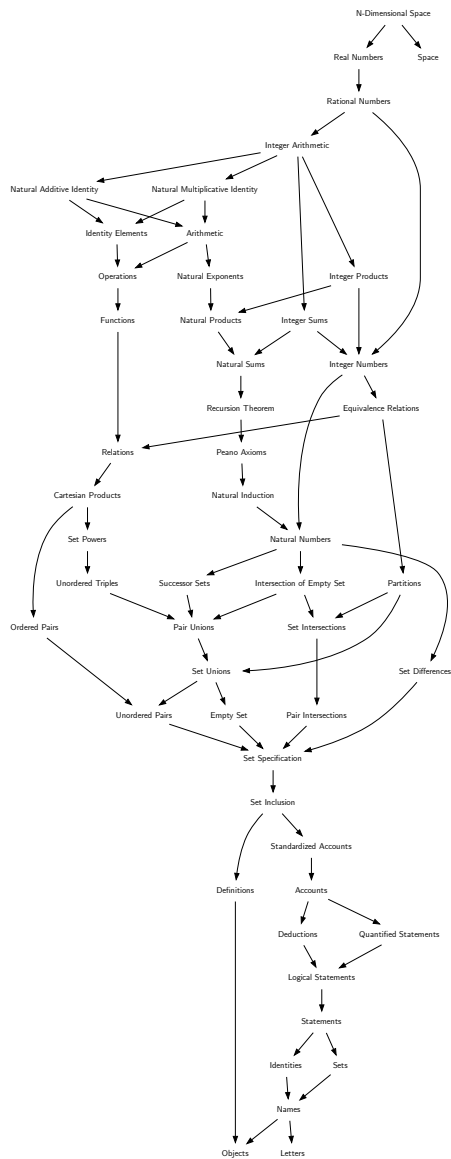 N-Dimensional Space
Real Numbers
Space
Rational Numbers
Integer Arithmetic
Natural Additive Identity
Natural Multiplicative Identity
Identity Elements
Arithmetic
Operations
Natural Exponents
Integer Products
Functions
Natural Products
Integer Sums
Natural Sums
Integer Numbers
Recursion Theorem
Equivalence Relations
Relations
Peano Axioms
Cartesian Products
Natural Induction
Set Powers
Natural Numbers
Unordered Triples
Successor Sets
Intersection of Empty Set
Partitions
Ordered Pairs
Pair Unions
Set Intersections
Set Unions
Set Differences
Unordered Pairs
Empty Set
Pair Intersections
Set Specification
Set Inclusion
Standardized Accounts
Definitions
Accounts
Deductions
Quantified Statements
Logical Statements
Statements
Identities
Sets
Names
Objects
Letters